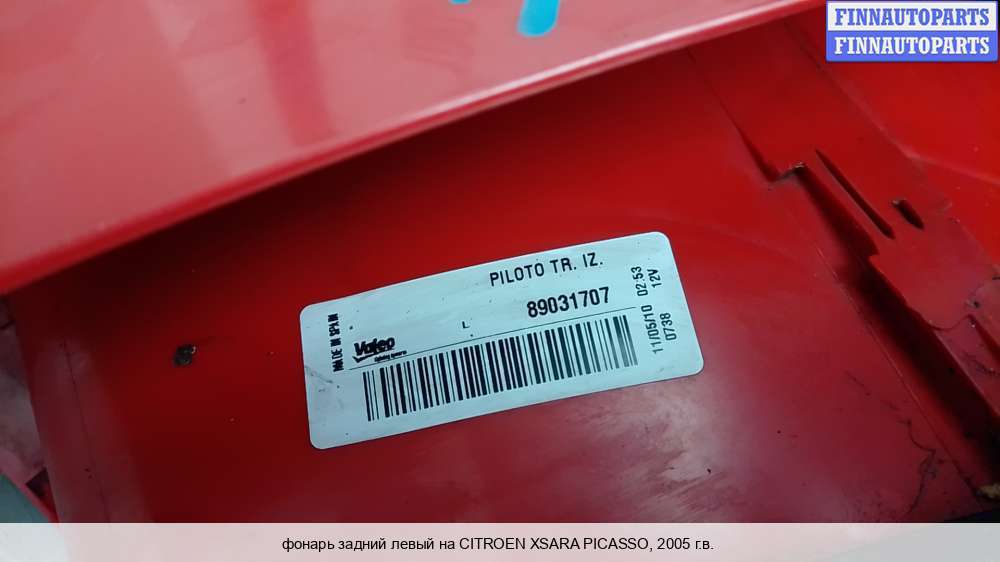 FINNAUTOPARTS
FINNAUTOPARTS
PILOTO TR. IZ.
89031707
L
MADE IN SPAIN
Valeo
11/05/10 02:53
0738 12V
фонарь задний левый на CITROEN XSARA PICASSO, 2005 г.в.